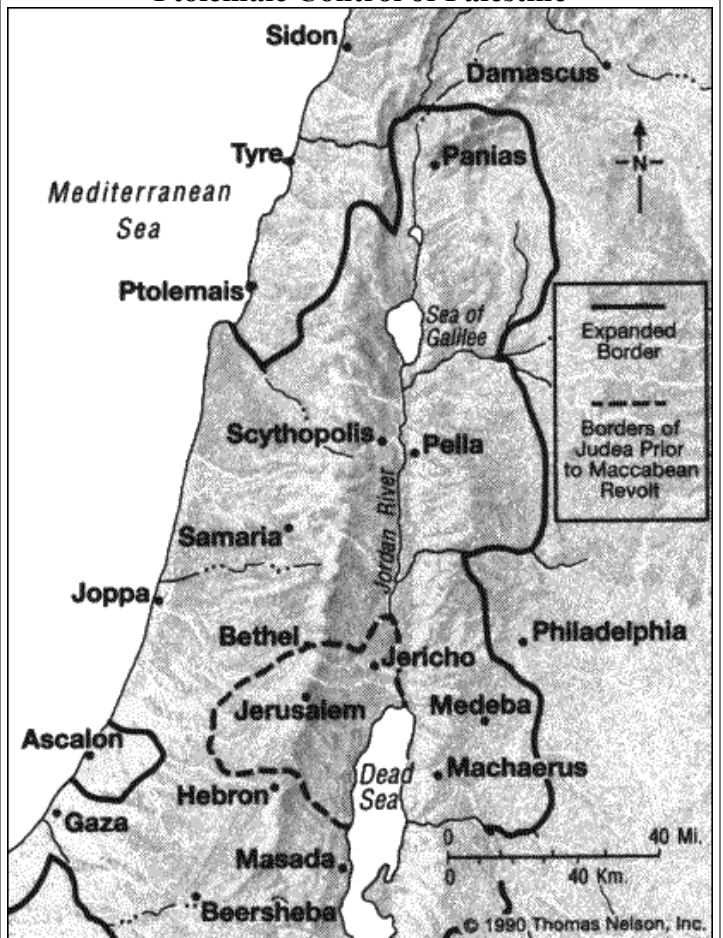 Ptolemaic Control of Palestine
Sidon
Damascus
Tyre
Panias
N
Mediterranean
Sea
Ptolemais
Sea of
Galilee
Expanded
Border
Borders of
Judea Prior
to Maccabean
Revolt
Scythopolis
Pella
Jordan River
Samaria
Joppa
Bethel
Philadelphia
Jericho
Jerusalem
Medeba
Ascalon
Dead
Sea
Machaerus
Hebron
Gaza
0 40 Mi.
Masada
0 40 Km.
Beersheba
© 1990 Thomas Nelson, Inc.